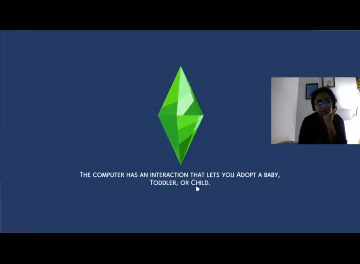 The computer has an interaction that lets you Adopt a baby,
Toddler, or Child.